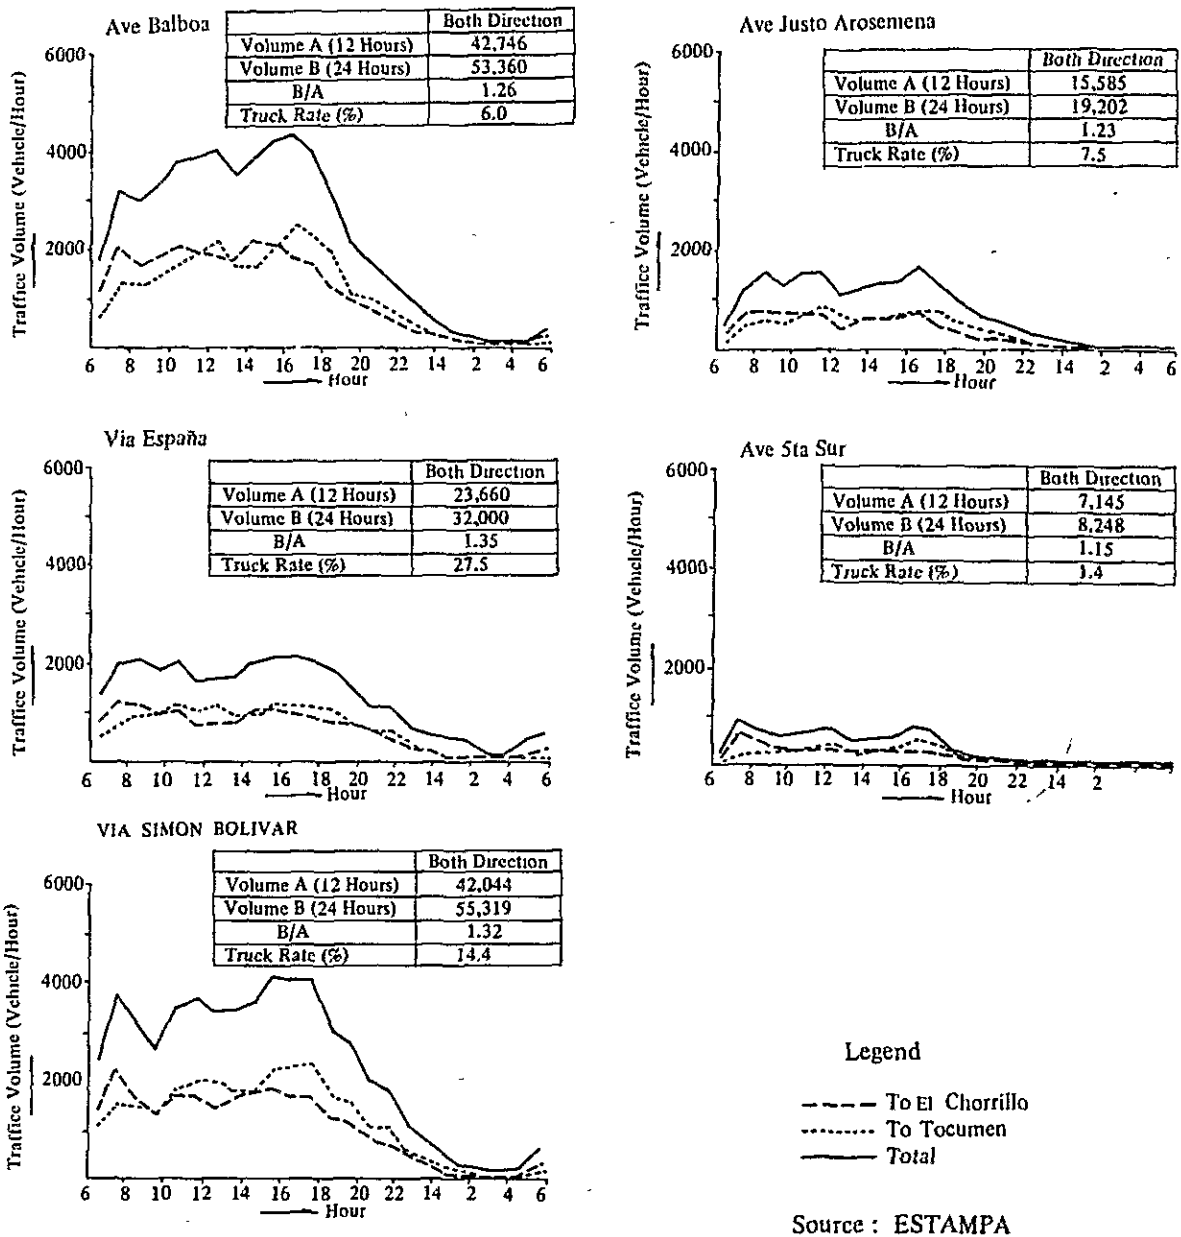 Ave Balboa
Both Direction
Volume A (12 Hours) 42,746
Volume B (24 Hours) 53,360
B/A 1.26
Truck Rate (%) 6.0
Traffice Volume (Vehicle/Hour)
6000
4000
2000
6 8 10 12 14 16 18 20 22 14 2 4 6
Hour
Ave Justo Arosemena
Both Direction
Volume A (12 Hours) 15,585
Volume B (24 Hours) 19,202
B/A 1.23
Truck Rate (%) 7.5
Traffice Volume (Vehicle/Hour)
6000
4000
2000
6 8 10 12 14 16 18 20 22 14 2 4 6
Hour
Via España
Both Direction
Volume A (12 Hours) 23,660
Volume B (24 Hours) 32,000
B/A 1.35
Truck Rate (%) 27.5
Traffice Volume (Vehicle/Hour)
6000
4000
2000
6 8 10 12 14 16 18 20 22 14 2 4 6
Hour
Ave 5ta Sur
Both Direction
Volume A (12 Hours) 7,145
Volume B (24 Hours) 8,248
B/A 1.15
Truck Rate (%) 1.4
Traffice Volume (Vehicle/Hour)
6000
4000
2000
6 8 10 12 14 16 18 20 22 14 2
Hour
VIA SIMON BOLIVAR
Both Direction
Volume A (12 Hours) 42,044
Volume B (24 Hours) 55,319
B/A 1.32
Truck Rate (%) 14.4
Traffice Volume (Vehicle/Hour)
6000
4000
2000
6 8 10 12 14 16 18 20 22 14 2 4 6
Hour
Legend
To El Chorrillo
To Tocumen
Total
Source : ESTAMPA